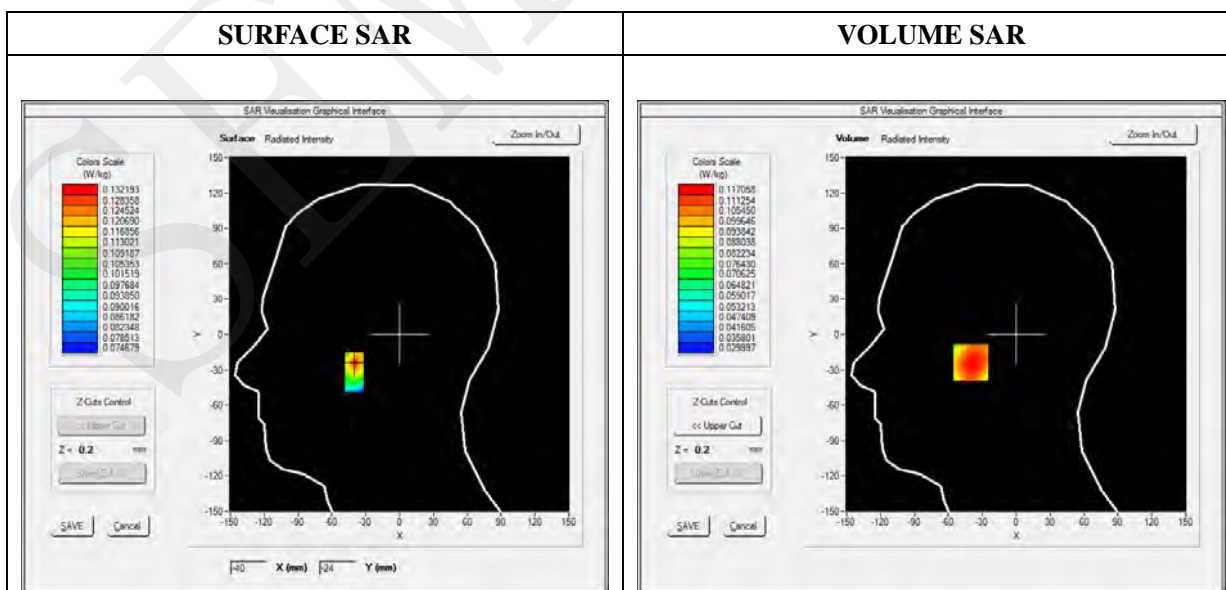 SURFACE SAR
VOLUME SAR
SAR Visualisation Graphical Interface
Surface Radiated Intensity
Zoom In/Out
Colors Scale
(W/kg)
0.132193
0.128358
0.124524
0.120690
0.116856
0.113021
0.109187
0.105353
0.101519
0.097684
0.093850
0.090016
0.086182
0.082348
0.078513
0.074679
Z-Cuts Control
<< Upper Cut
Z = 0.2 mm
SAVE
Cancel
150
120
90
60
30
0
-30
-60
-90
-120
-150
Y
-150 -120 -90 -60 -30 0 30 60 90 120 150
X
-40 X (mm) -24 Y (mm)
SAR Visualisation Graphical Interface
Volume Radiated Intensity
Zoom In/Out
Colors Scale
(W/kg)
0.117058
0.111254
0.105450
0.099646
0.093842
0.088038
0.082234
0.076430
0.070625
0.064821
0.059017
0.053213
0.047409
0.041605
0.035801
0.029997
Z-Cuts Control
<< Upper Cut
Z = 0.2 mm
SAVE
Cancel
150
120
90
60
30
0
-30
-60
-90
-120
-150
Y
-150 -120 -90 -60 -30 0 30 60 90 120 150
X